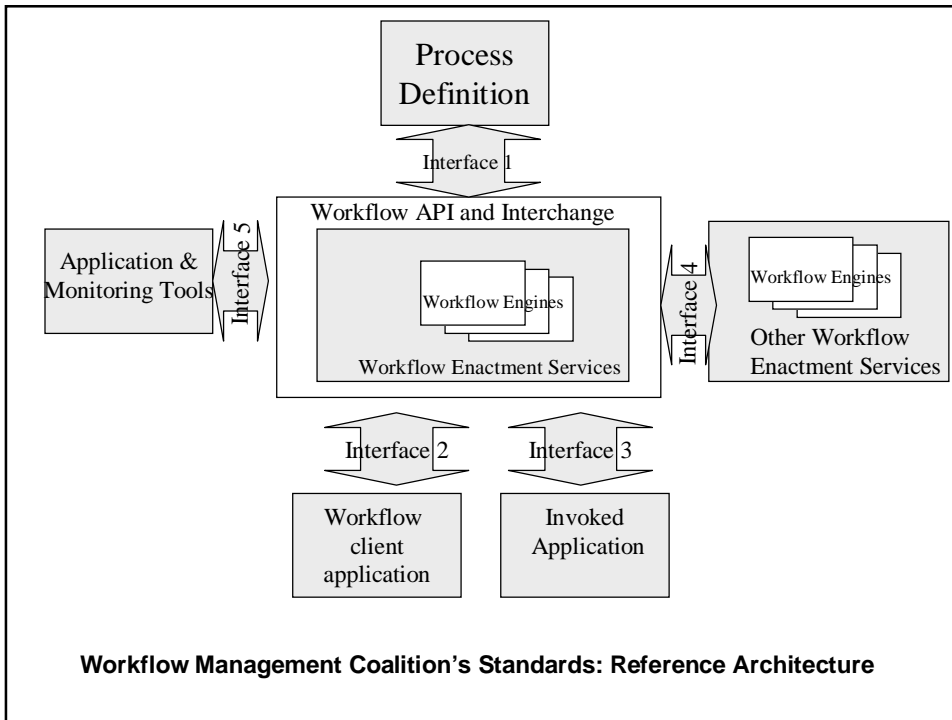 Process
Definition
Interface 1
Workflow API and Interchange
Application &
Monitoring Tools
Interface 5
Workflow Engines
Workflow Enactment Services
Interface 4
Workflow Engines
Other Workflow
Enactment Services
Interface 2
Interface 3
Workflow
client
application
Invoked
Application
Workflow Management Coalition's Standards: Reference Architecture